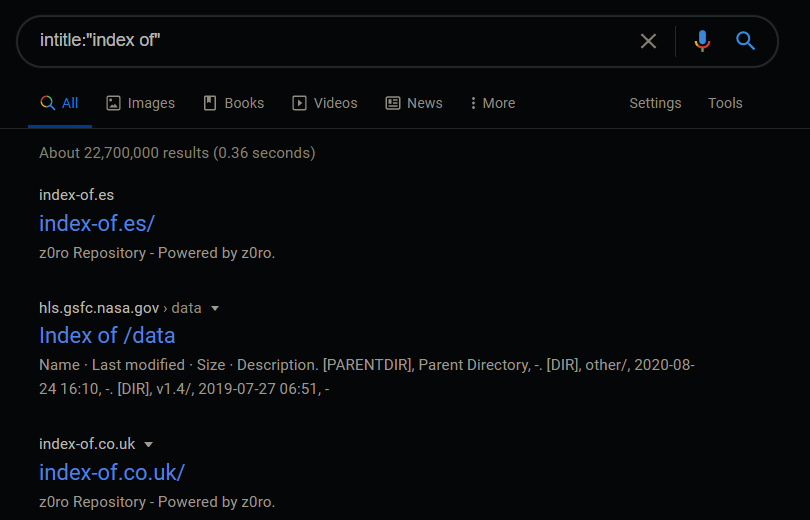 intitle:"index of"
All Images Books Videos News More Settings Tools
About 22,700,000 results (0.36 seconds)
index-of.es
index-of.es/
z0ro Repository - Powered by z0ro.
hls.gsfc.nasa.gov › data
Index of /data
Name · Last modified · Size · Description. [PARENTDIR], Parent Directory, -. [DIR], other/, 2020-08-
24 16:10, -. [DIR], v1.4/, 2019-07-27 06:51, -
index-of.co.uk
index-of.co.uk/
z0ro Repository - Powered by z0ro.